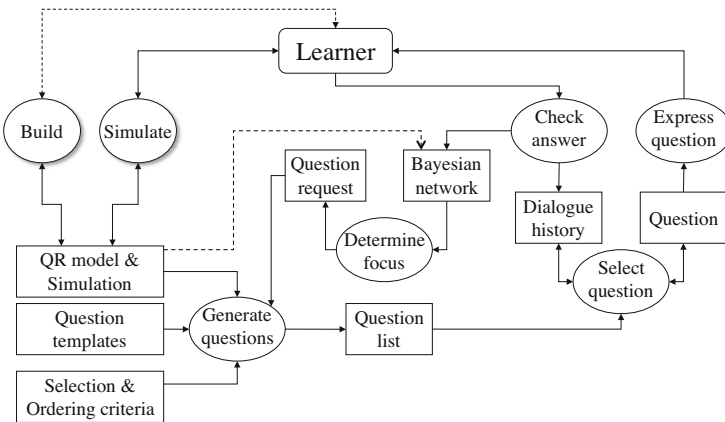 Learner
Build
Simulate
Check
answer
Express
question
Question
request
Bayesian
network
Dialogue
history
Question
Determine
focus
QR model &
Simulation
Select
question
Question
templates
Generate
questions
Question
list
Selection &
Ordering criteria